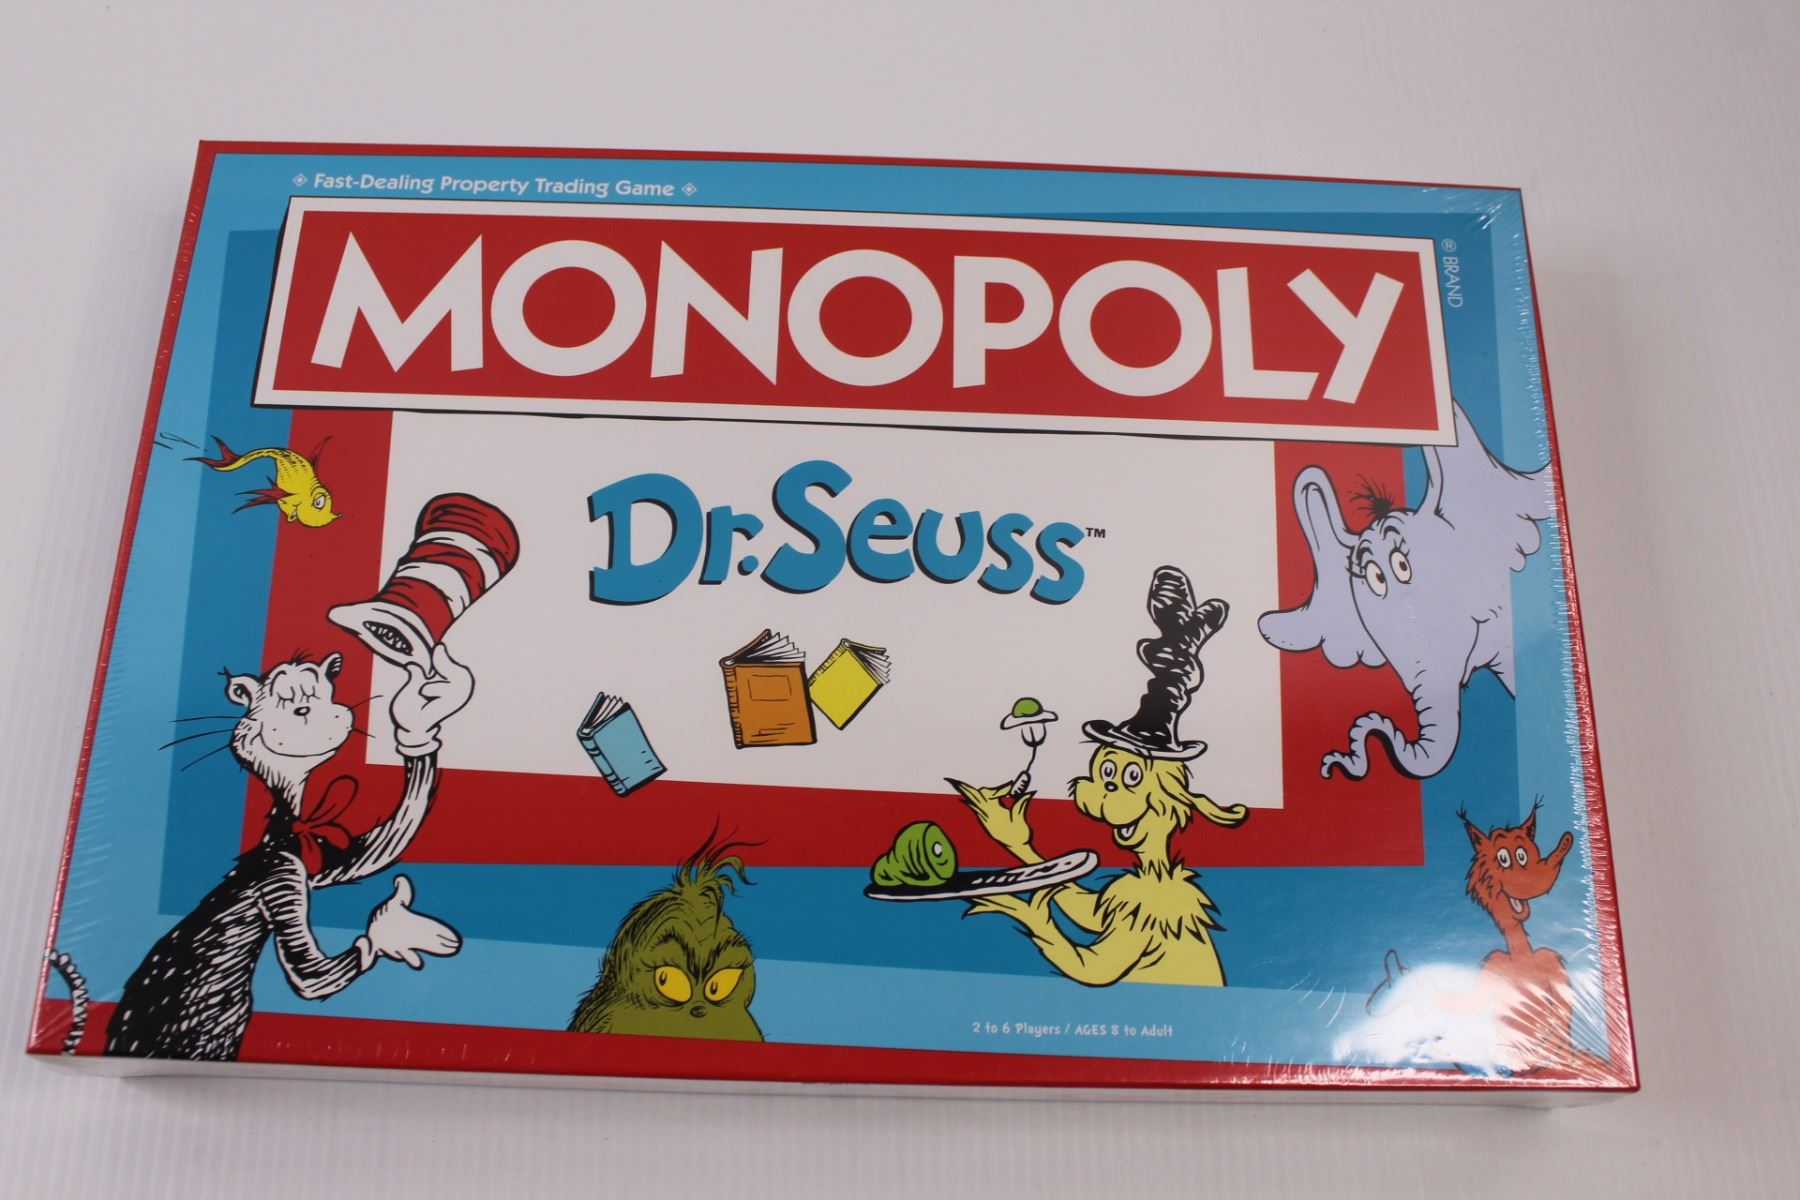 Fast-Dealing Property Trading Game
MONOPOLY
® BRAND
Dr. Seuss™
2 to 6 Players / AGES 8 to Adult